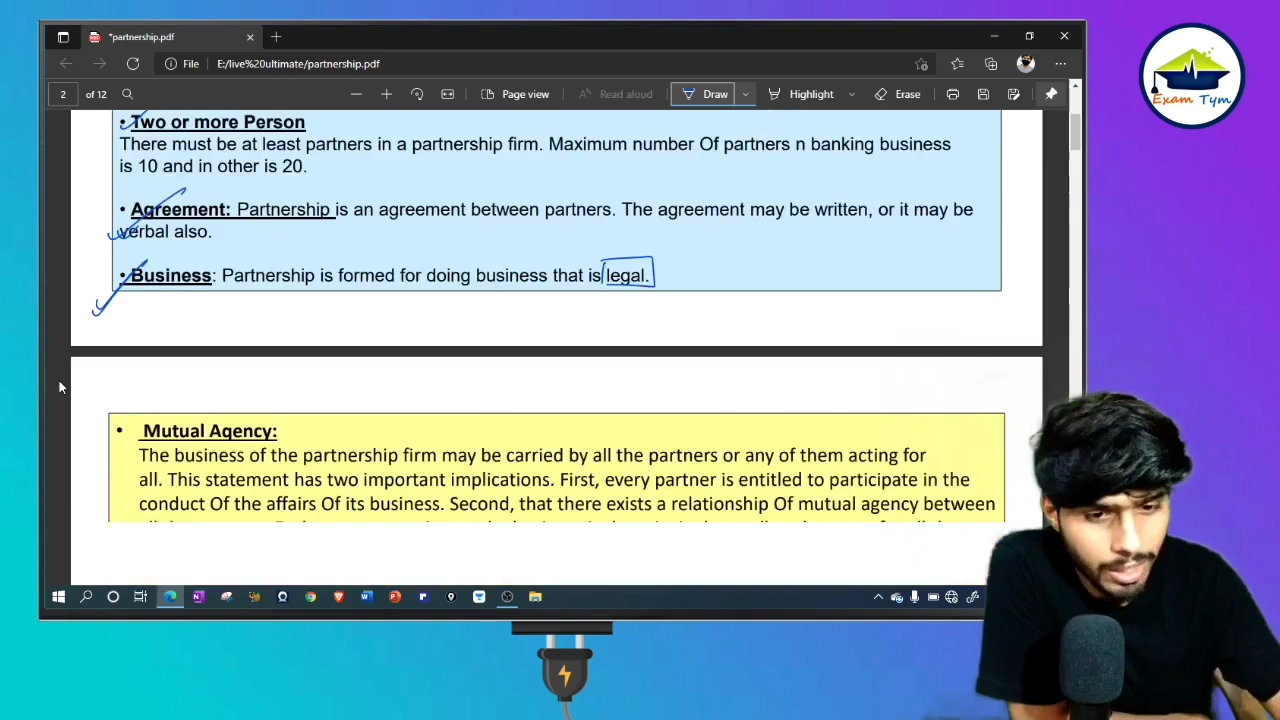 *partnership.pdf
File
E:/live%20ultimate/partnership.pdf
2 of 12
Page view
Read aloud
Draw
Highlight
Erase
Exam Tym
• Two or more Person
There must be at least partners in a partnership firm. Maximum number Of partners n banking business
is 10 and in other is 20.
• Agreement: Partnership is an agreement between partners. The agreement may be written, or it may be
verbal also.
• Business: Partnership is formed for doing business that is legal.
• Mutual Agency:
The business of the partnership firm may be carried by all the partners or any of them acting for
all. This statement has two important implications. First, every partner is entitled to participate in the
conduct Of the affairs Of its business. Second, that there exists a relationship Of mutual agency between